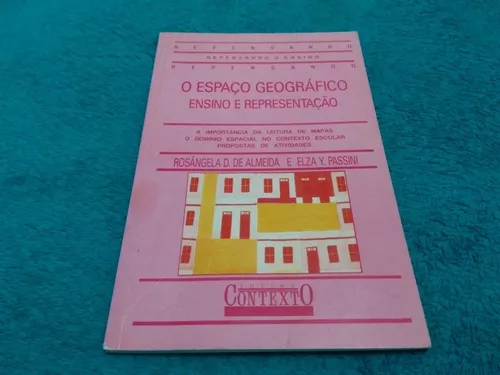 REPENSANDO
REPENSANDO O ENSINO
REPENSANDO
O ESPAÇO GEOGRÁFICO
ENSINO E REPRESENTAÇÃO
A IMPORTÂNCIA DA LEITURA DE MAPAS
O DOMÍNIO ESPACIAL NO CONTEXTO ESCOLAR
PROPOSTAS DE ATIVIDADES
ROSÂNGELA D. DE ALMEIDA E ELZA Y. PASSINI
EDITORA
CONTEXTO